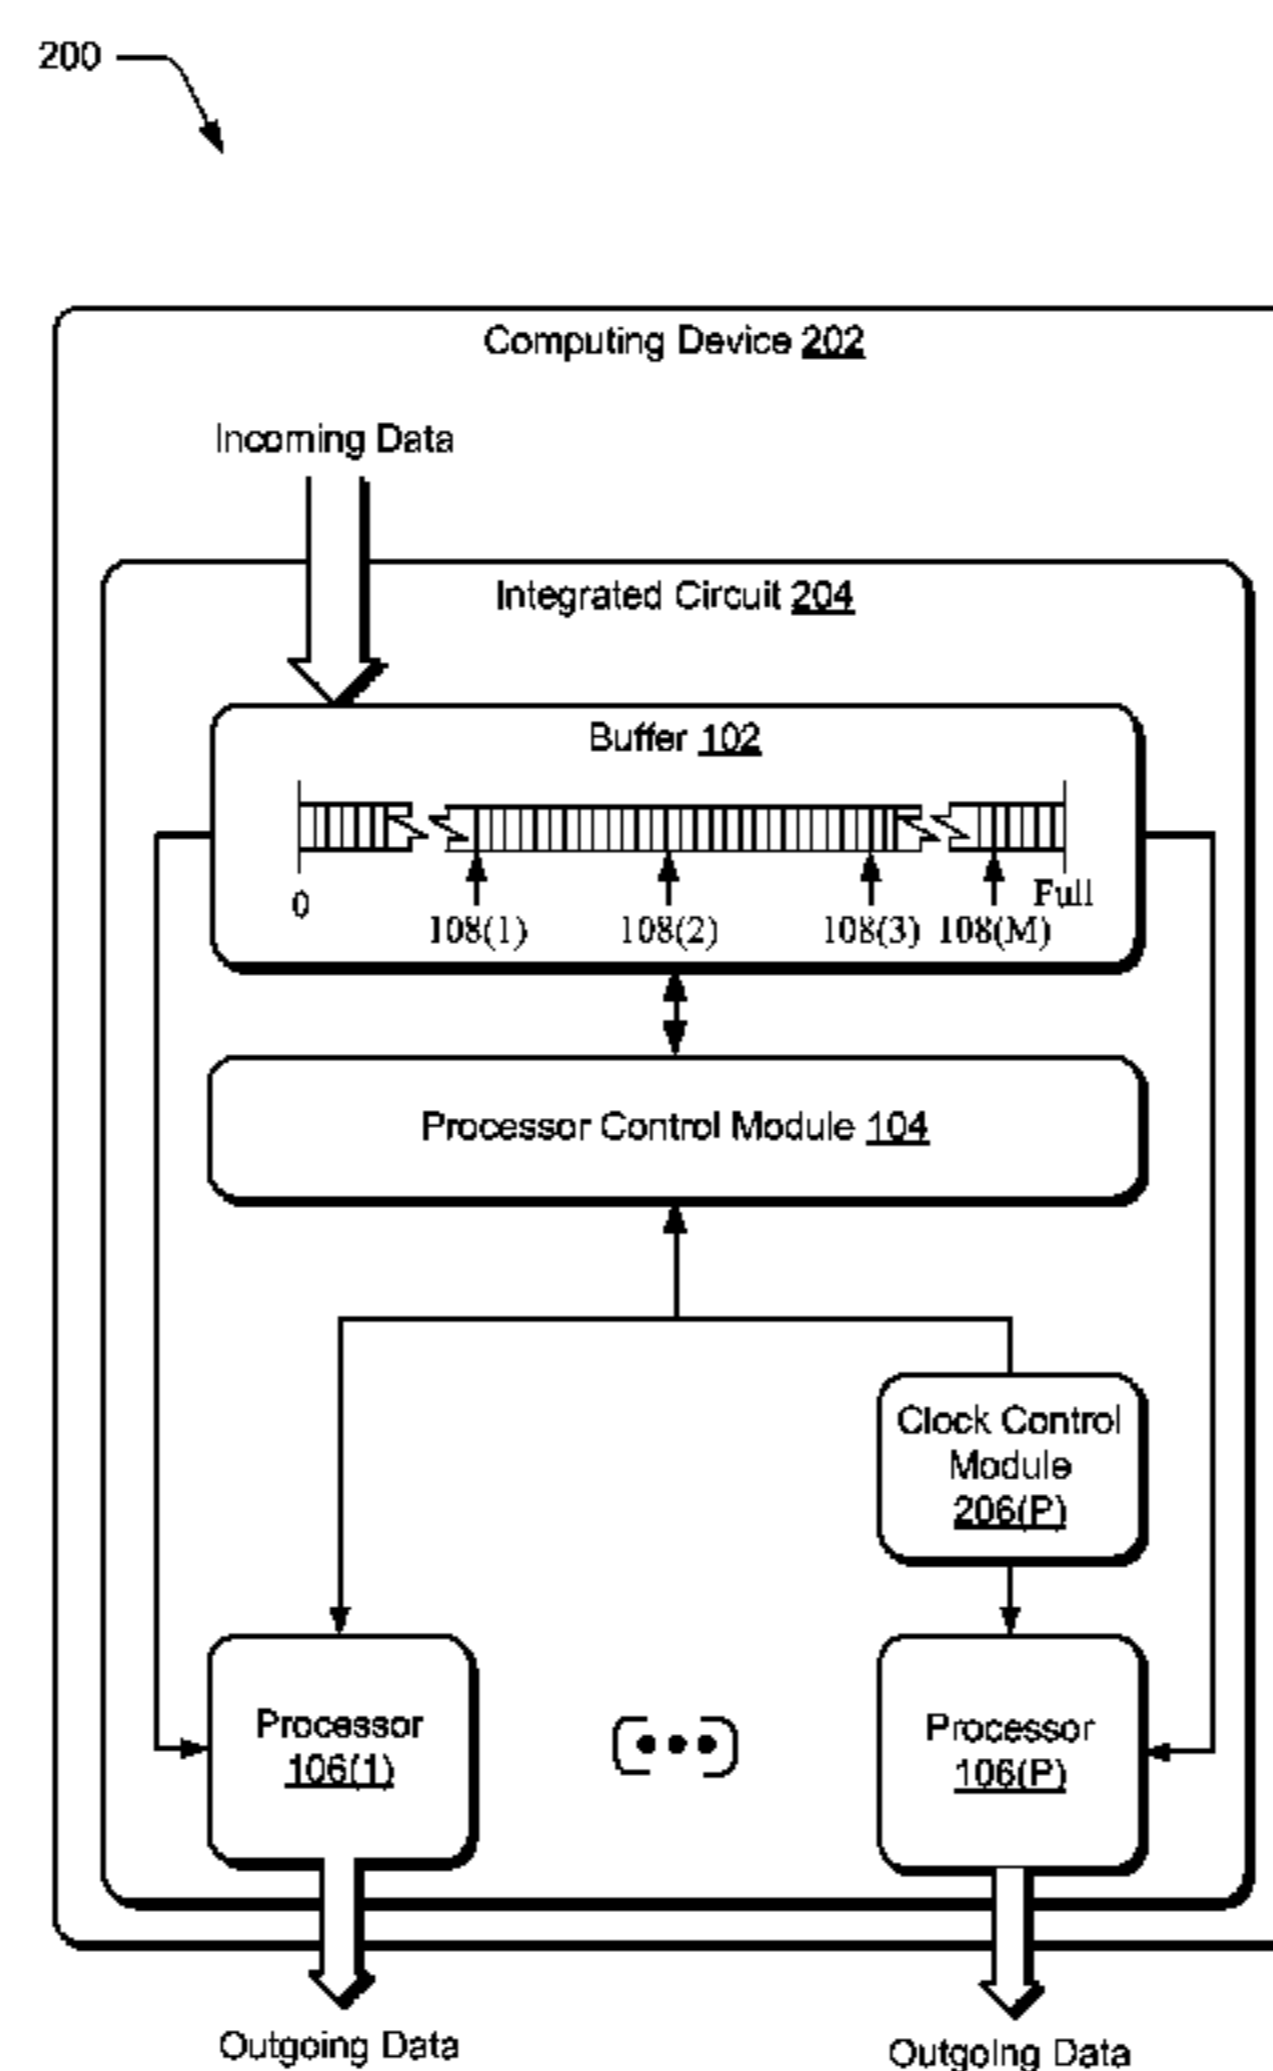 200
Computing Device 202
Incoming Data
Integrated Circuit 204
Buffer 102
0
Full
108(1) 108(2) 108(3) 108(M)
Processor Control Module 104
Clock Control
Module
206(P)
Processor
106(1)
Processor
106(P)
Outgoing Data
Outgoing Data